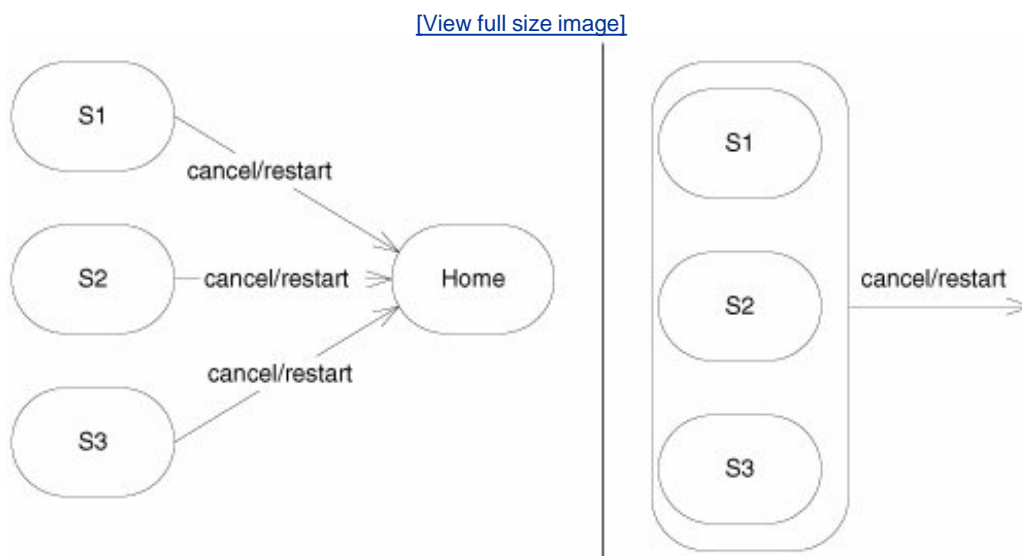 [View full size image]
S1
cancel/restart
S2
cancel/restart
Home
cancel/restart
S3
S1
S2
cancel/restart
S3